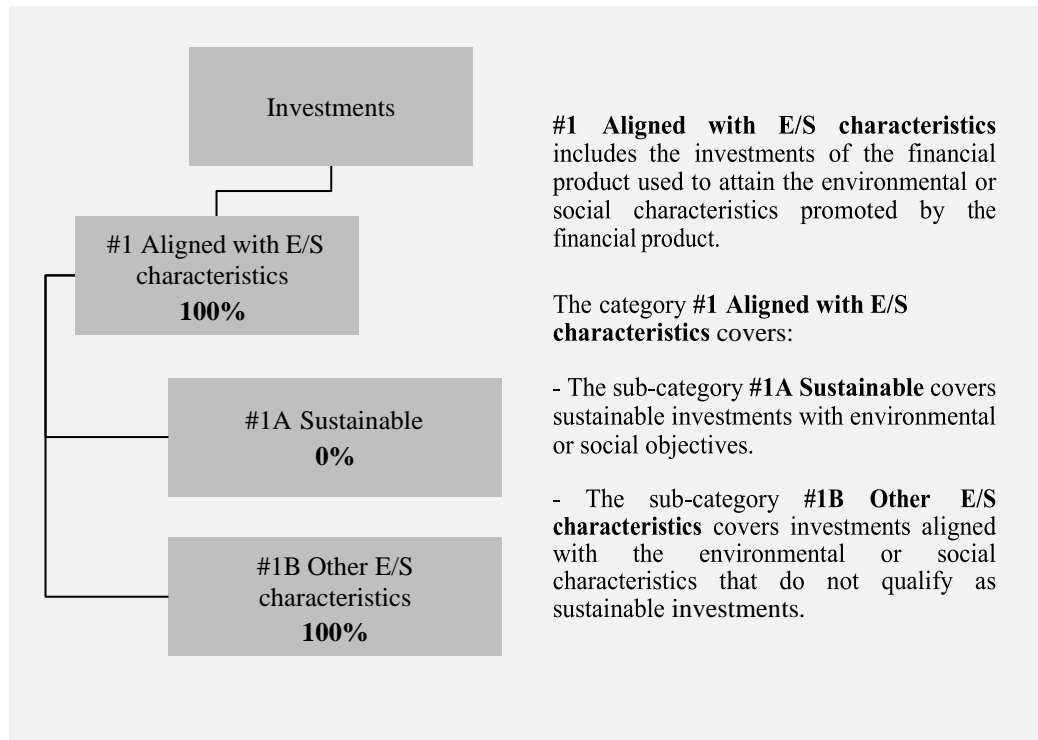 Investments
#1 Aligned with E/S
characteristics
100%
#1A Sustainable
0%
#1B Other E/S
characteristics
100%
#1 Aligned with E/S characteristics
includes the investments of the financial
product used to attain the environmental or
social characteristics promoted by the
financial product.
The category #1 Aligned with E/S
characteristics covers:
- The sub-category #1A Sustainable covers
sustainable investments with environmental
or social objectives.
- The sub-category #1B Other E/S
characteristics covers investments aligned
with the environmental or social
characteristics that do not qualify as
sustainable investments.